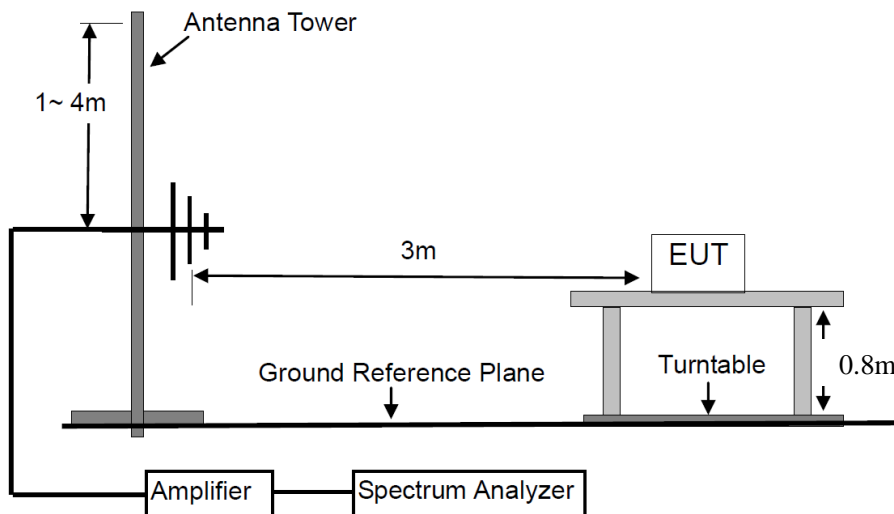 Antenna Tower
1~ 4m
3m
EUT
Ground Reference Plane
Turntable
0.8m
Amplifier
Spectrum Analyzer